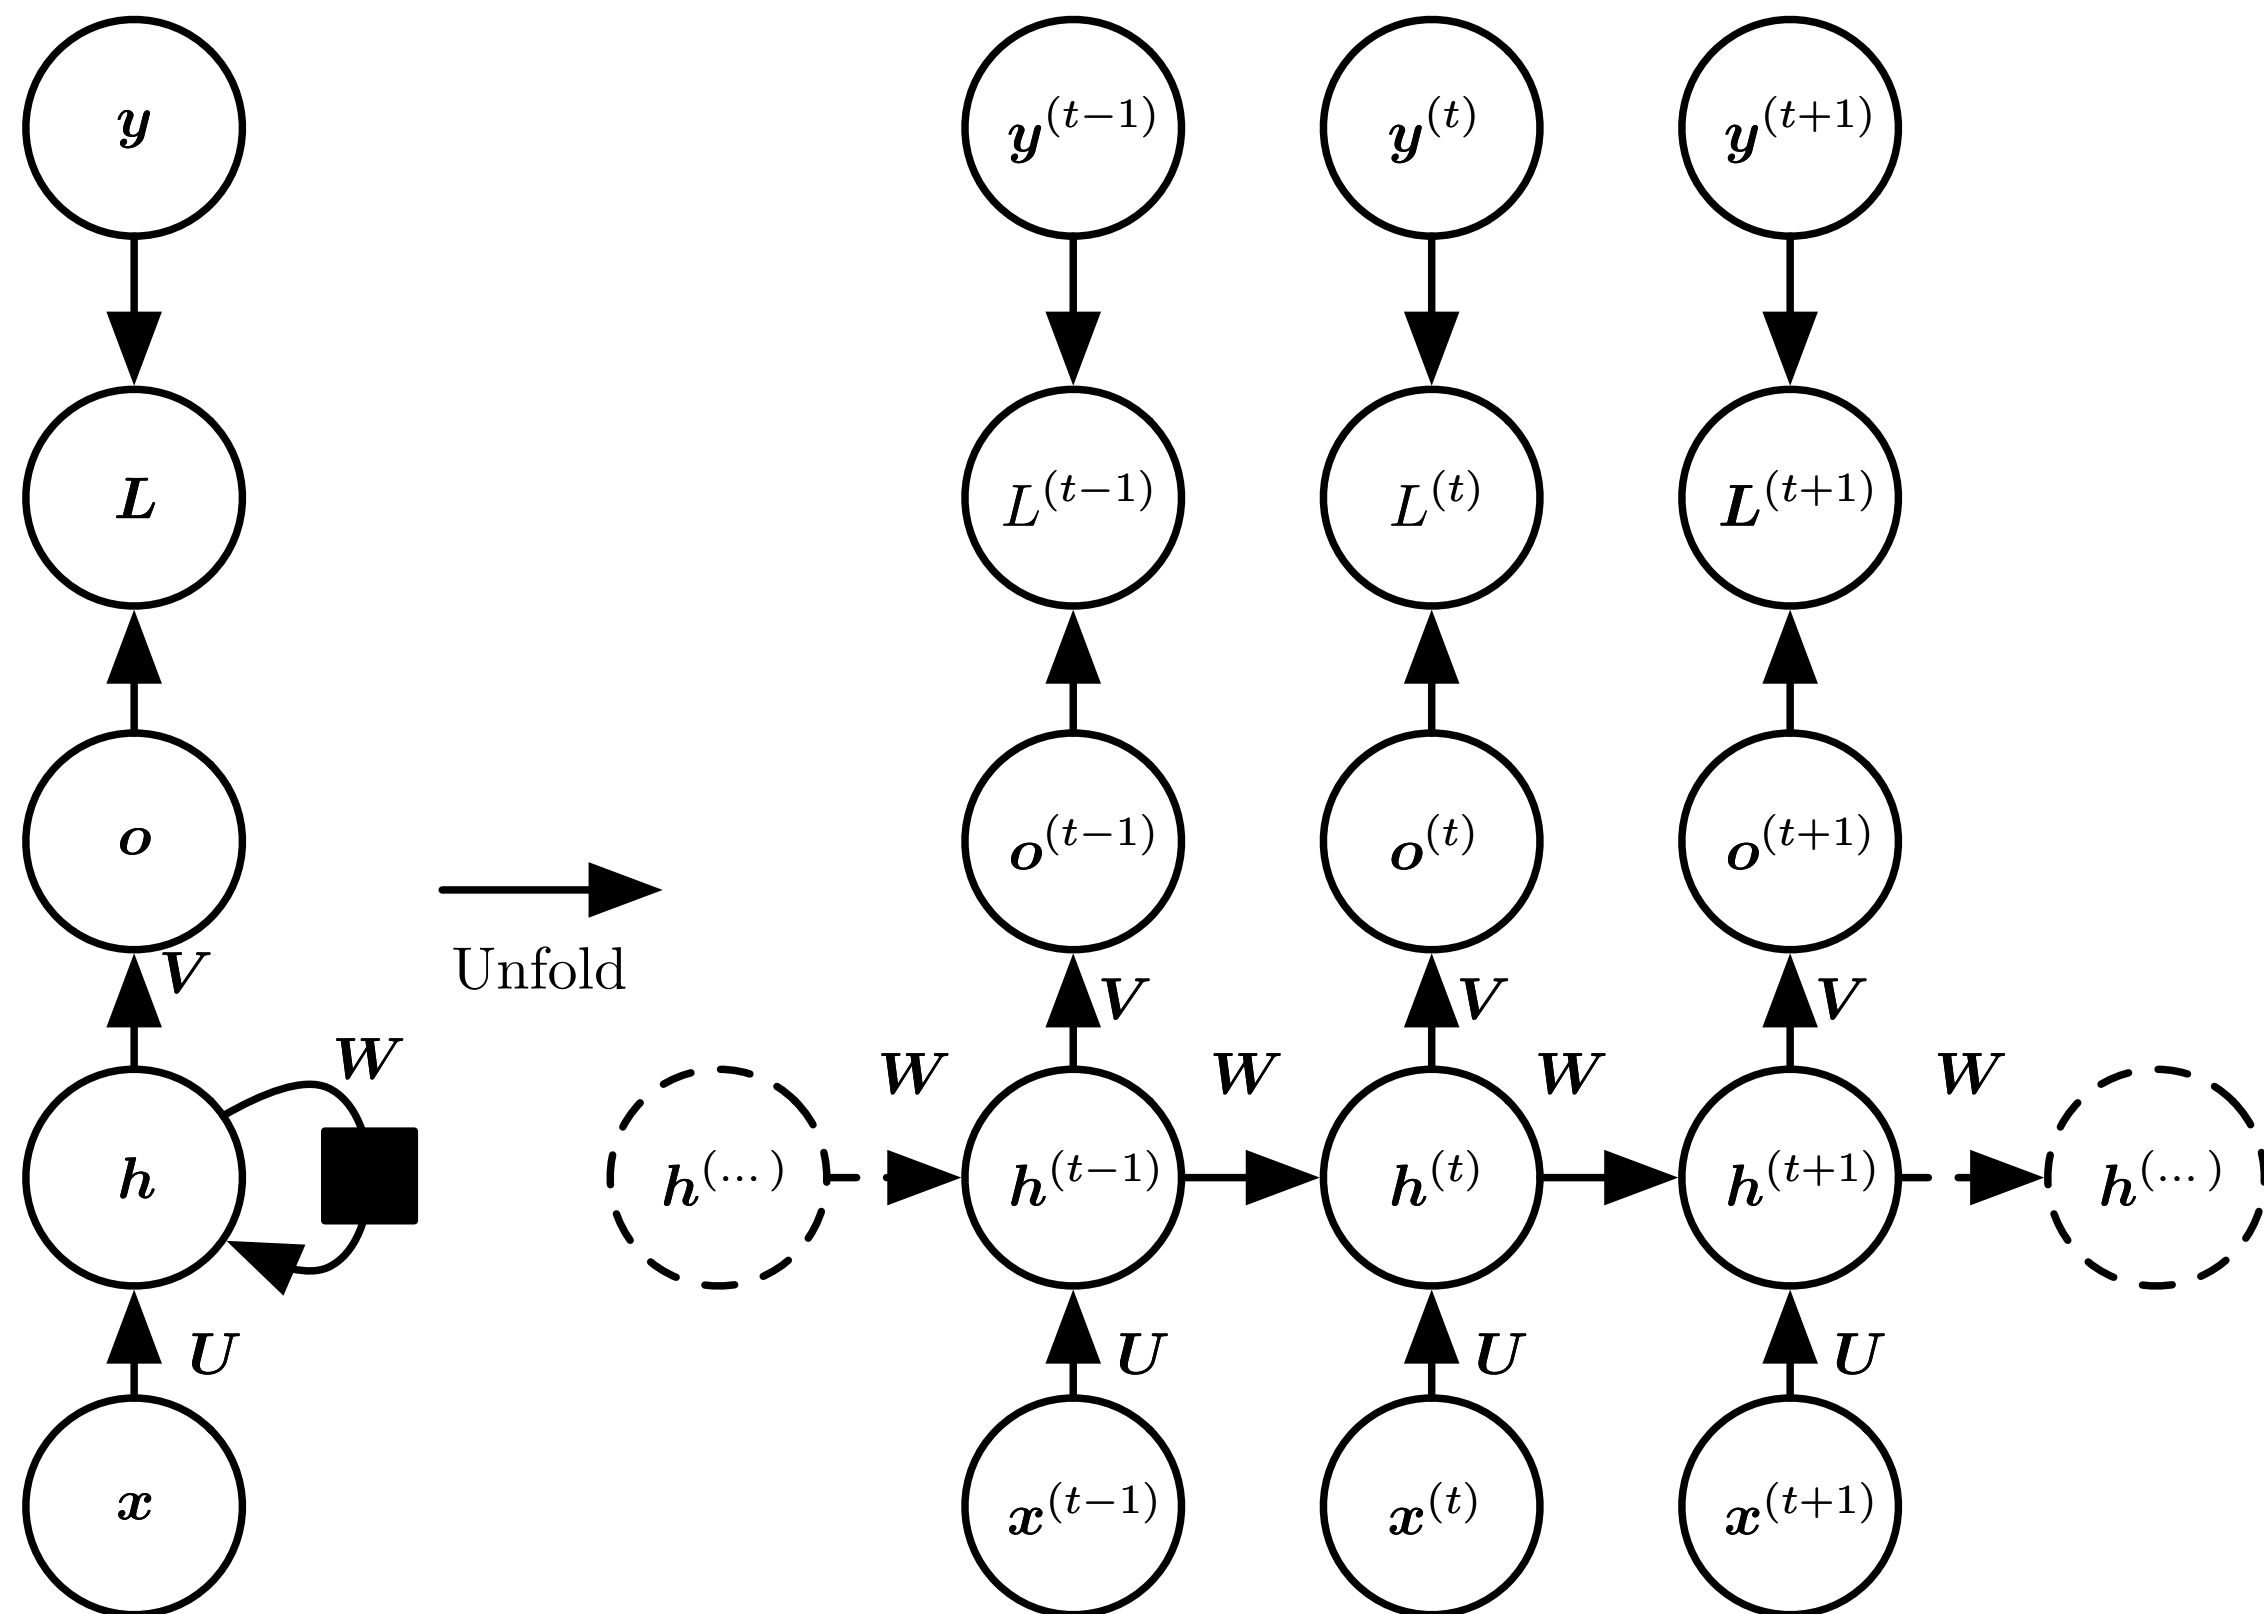 y y^(t−1) y^(t) y^(t+1)
L L^(t−1) L^(t) L^(t+1)
o o^(t−1) o^(t) o^(t+1)
Unfold
V V V V
W W W W W
h h^(...) h^(t−1) h^(t) h^(t+1) h^(...)
U U U U
x x^(t−1) x^(t) x^(t+1)